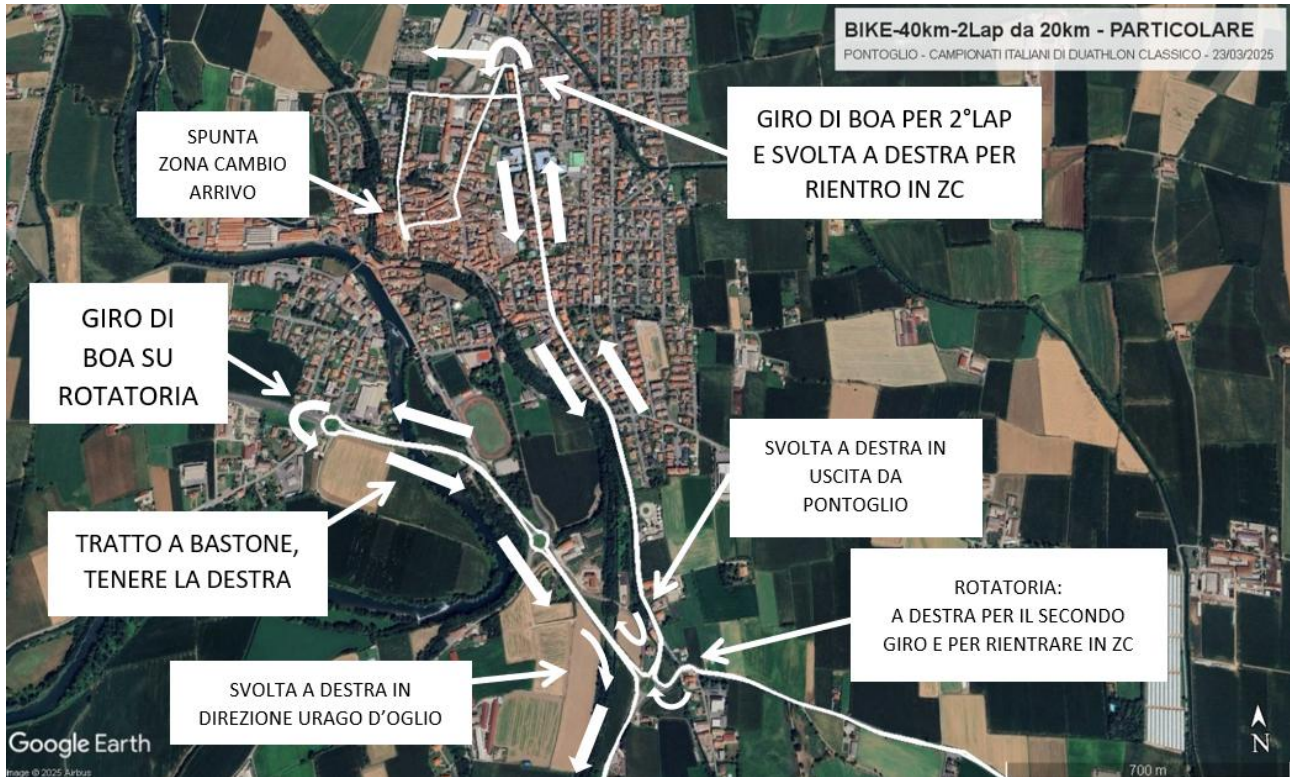 BIKE-40km-2Lap da 20km - PARTICOLARE
PONTOGLIO - CAMPIONATI ITALIANI DI DUATHLON CLASSICO - 23/03/2025
SPUNTA
ZONA CAMBIO
ARRIVO
GIRO DI BOA PER 2°LAP
E SVOLTA A DESTRA PER
RIENTRO IN ZC
GIRO DI
BOA SU
ROTATORIA
SVOLTA A DESTRA IN
USCITA DA
PONTOGLIO
TRATTO A BASTONE,
TENERE LA DESTRA
ROTATORIA:
A DESTRA PER IL SECONDO
GIRO E PER RIENTRARE IN ZC
SVOLTA A DESTRA IN
DIREZIONE URAGO D'OGLIO
Google Earth
Image © 2025 Airbus
N
700 m